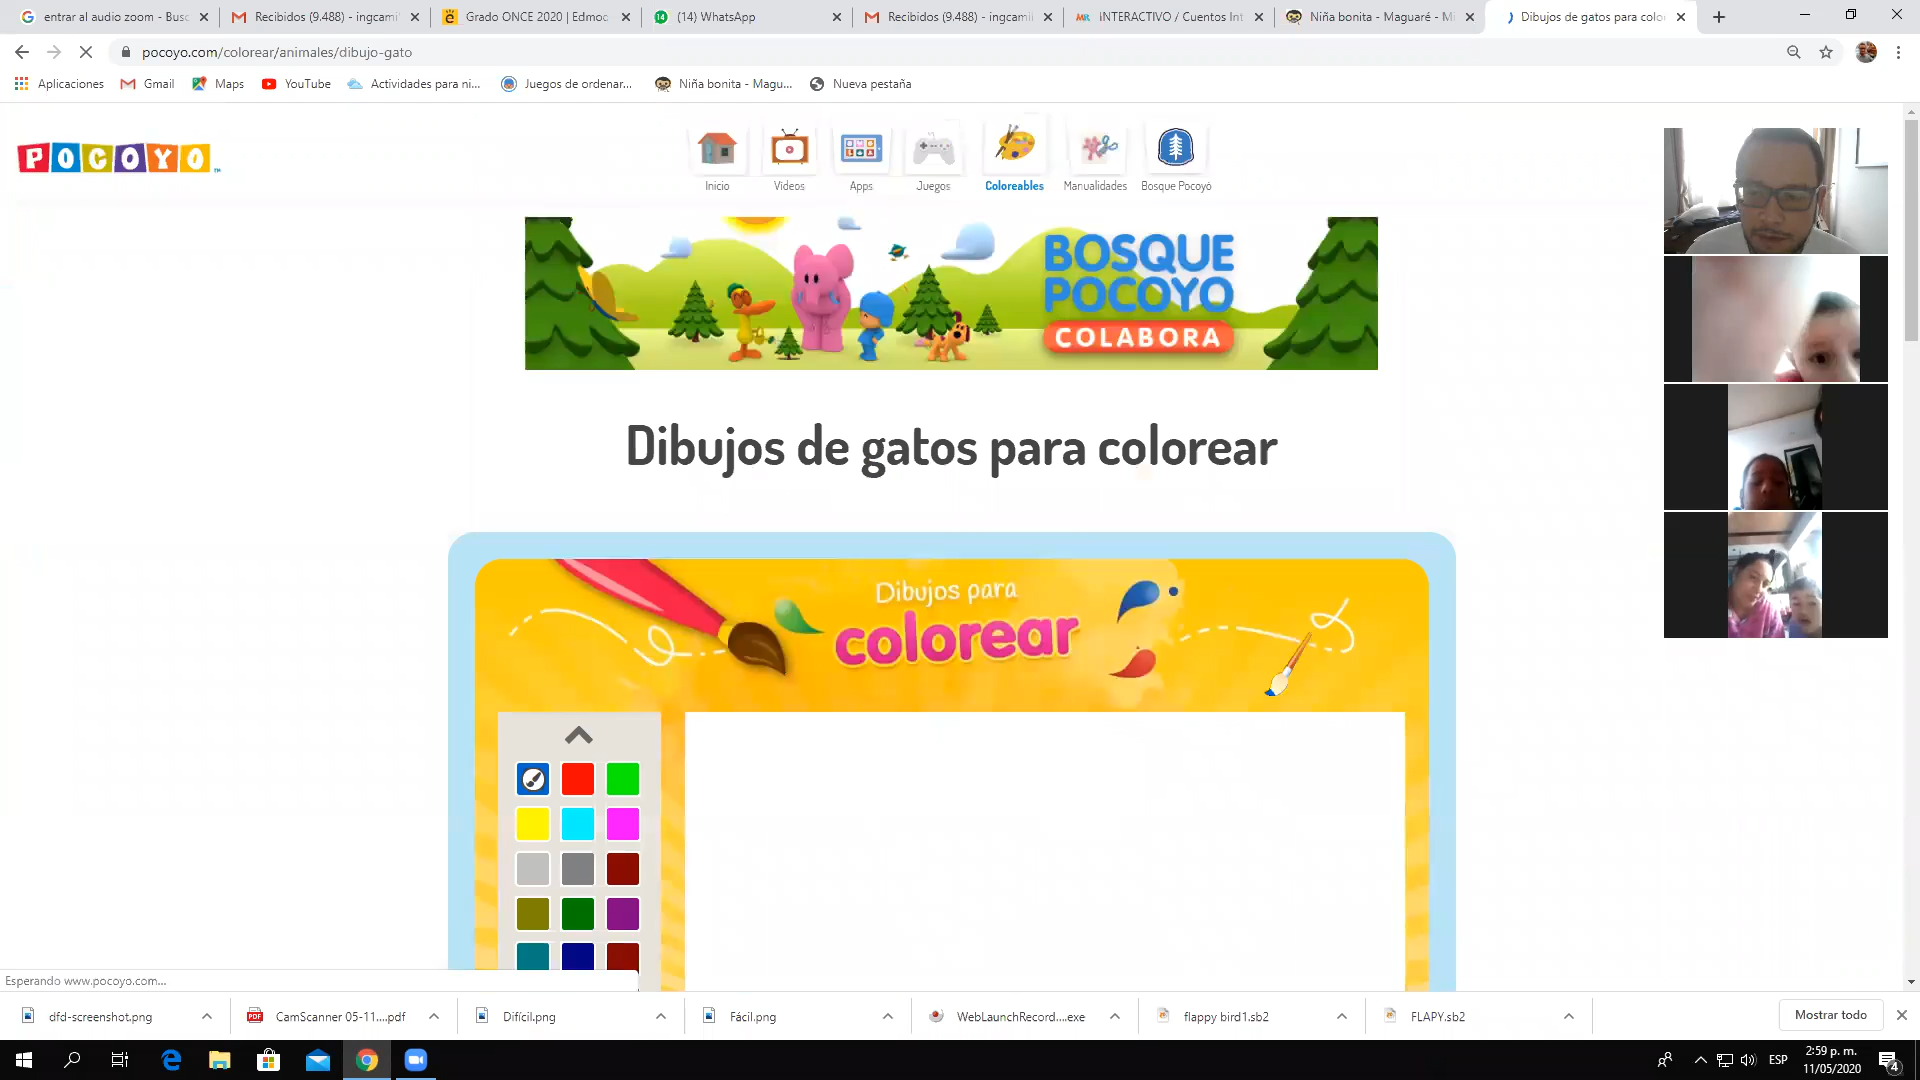 entrar al audio zoom - Busc
Recibidos (9.488) - ingcami
Grado ONCE 2020 | Edmoc
(14) WhatsApp
Recibidos (9.488) - ingcamil
INTERACTIVO / Cuentos Int
Niña bonita - Maguaré - Mi
Dibujos de gatos para color
pocoyo.com/colorear/animales/dibujo-gato
Aplicaciones
Gmail
Maps
YouTube
Actividades para ni...
Juegos de ordenar...
Niña bonita - Magu...
Nueva pestaña
POCOYO
Inicio
Videos
Apps
Juegos
Coloreables
Manualidades
Bosque Pocoyó
BOSQUE
POCOYO
COLABORA
Dibujos de gatos para colorear
Dibujos para
colorear
Esperando www.pocoyo.com...
dfd-screenshot.png
CamScanner 05-11....pdf
Difícil.png
Fácil.png
WebLaunchRecord....exe
flappy bird1.sb2
FLAPY.sb2
Mostrar todo
ESP
2:59 p. m.
11/05/2020
4